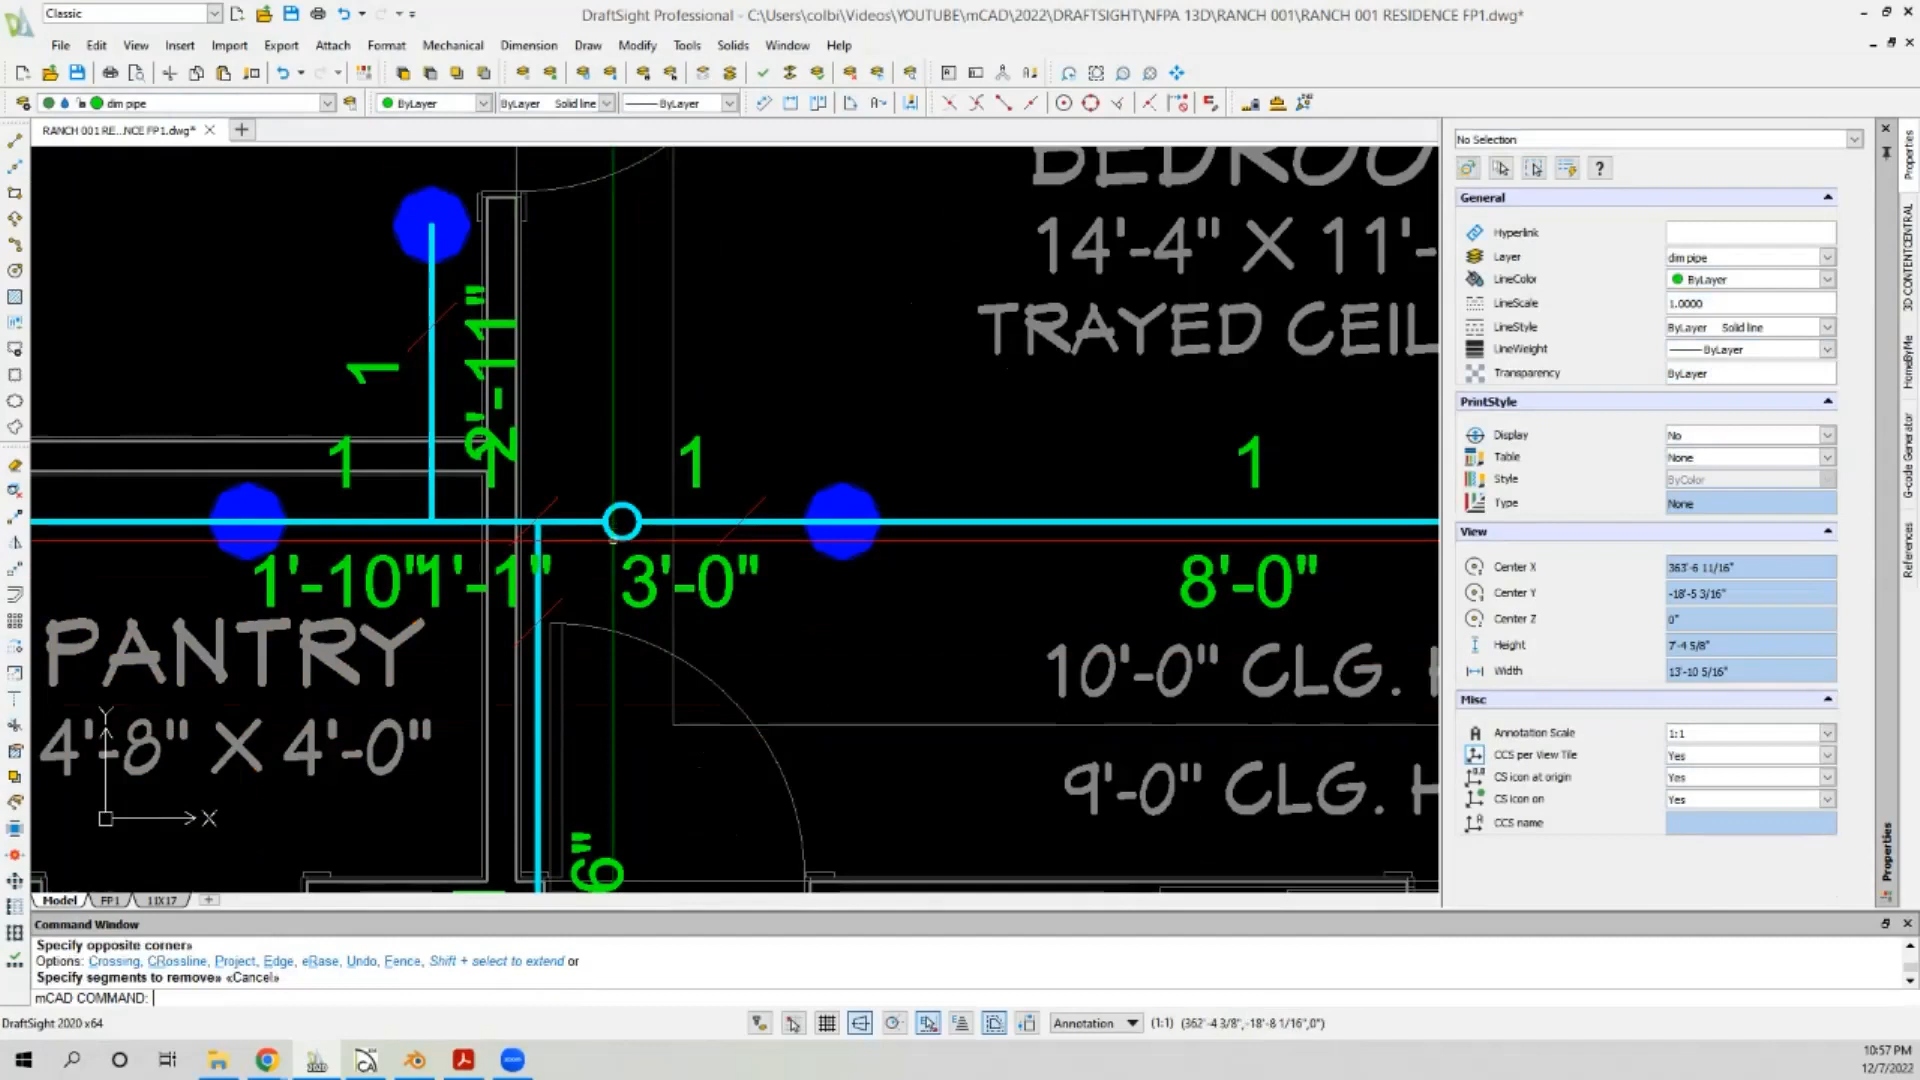 Classic
DraftSight Professional - C:\Users\colbi\Videos\YOUTUBE\mCAD\2022\DRAFTSIGHT\NFPA 13D\RANCH 001\RANCH 001 RESIDENCE FP1.dwg*
File Edit View Insert Import Export Attach Format Mechanical Dimension Draw Modify Tools Solids Window Help
dim pipe ByLayer ByLayer Solid line ByLayer
RANCH 001 RE...NCE FP1.dwg*
BEDROO
14'-4" X 11'-
TRAYED CEIL
1
2'-11"
1
1
1
1
1'-10"
1'-1"
3'-0"
8'-0"
PANTRY
4'-8" X 4'-0"
10'-0" CLG. H
9'-0" CLG. H
6"
Y
X
No Selection
General
Hyperlink
Layer dim pipe
LineColor ByLayer
LineScale 1.0000
LineStyle ByLayer Solid line
LineWeight ByLayer
Transparency ByLayer
PrintStyle
Display No
Table None
Style ByColor
Type None
View
Center X 363'-6 11/16"
Center Y -18'-5 3/16"
Center Z 0"
Height 7'-4 5/8"
Width 13'-10 5/16"
Misc
Annotation Scale 1:1
CCS per View Tile Yes
CS icon at origin Yes
CS icon on Yes
CCS name
Properties
3D CONTENTCENTRAL
HomeByMe
G-code Generator
References
Properties
Model FP1 11X17
Command Window
Specify opposite corner»
Options: Crossing, CRossline, Project, Edge, eRase, Undo, Fence, Shift + select to extend or
Specify segments to remove» «Cancel»
mCAD COMMAND:
DraftSight 2020 x64
Annotation (1:1) (362'-4 3/8",-18'-8 1/16",0")
10:57 PM
12/7/2022